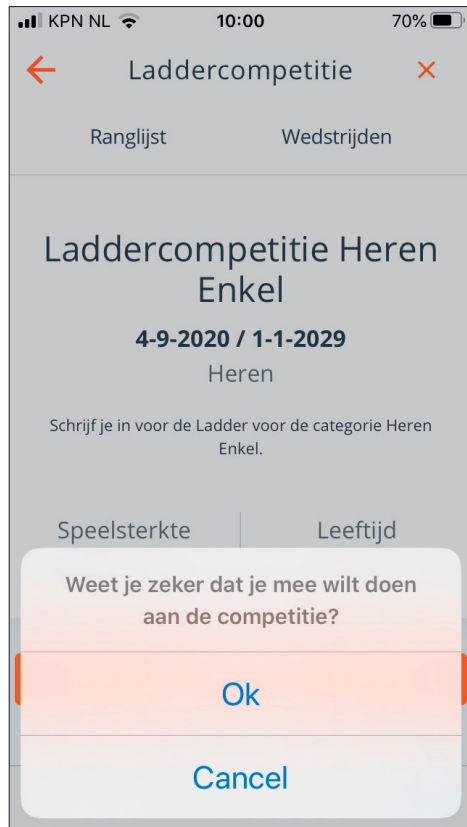 KPN NL 10:00 70%
Laddercompetitie
Ranglijst Wedstrijden
Laddercompetitie Heren
Enkel
4-9-2020 / 1-1-2029
Heren
Schrijf je in voor de Ladder voor de categorie Heren
Enkel.
Speelsterkte Leeftijd
Weet je zeker dat je mee wilt doen
aan de competitie?
Ok
Cancel